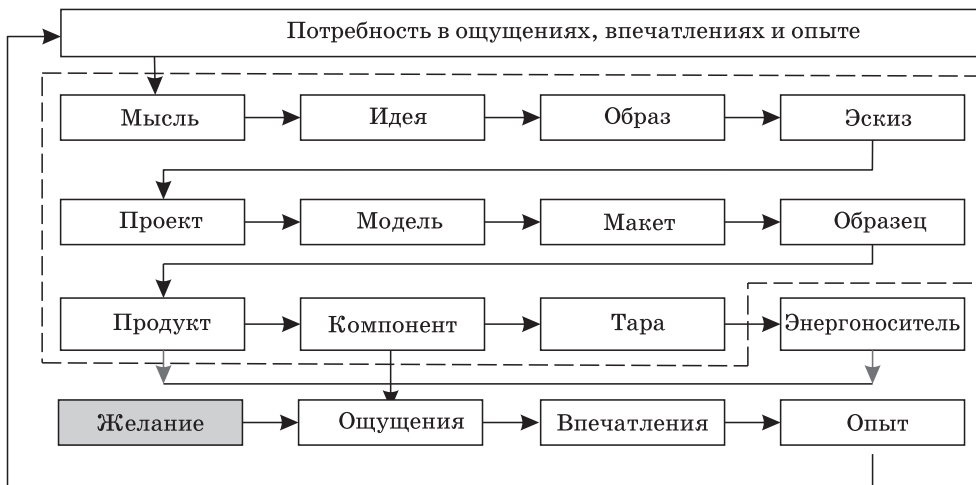 Потребность в ощущениях, впечатлениях и опыте
Мысль
Идея
Образ
Эскиз
Проект
Модель
Макет
Образец
Продукт
Компонент
Тара
Энергоноситель
Желание
Ощущения
Впечатления
Опыт